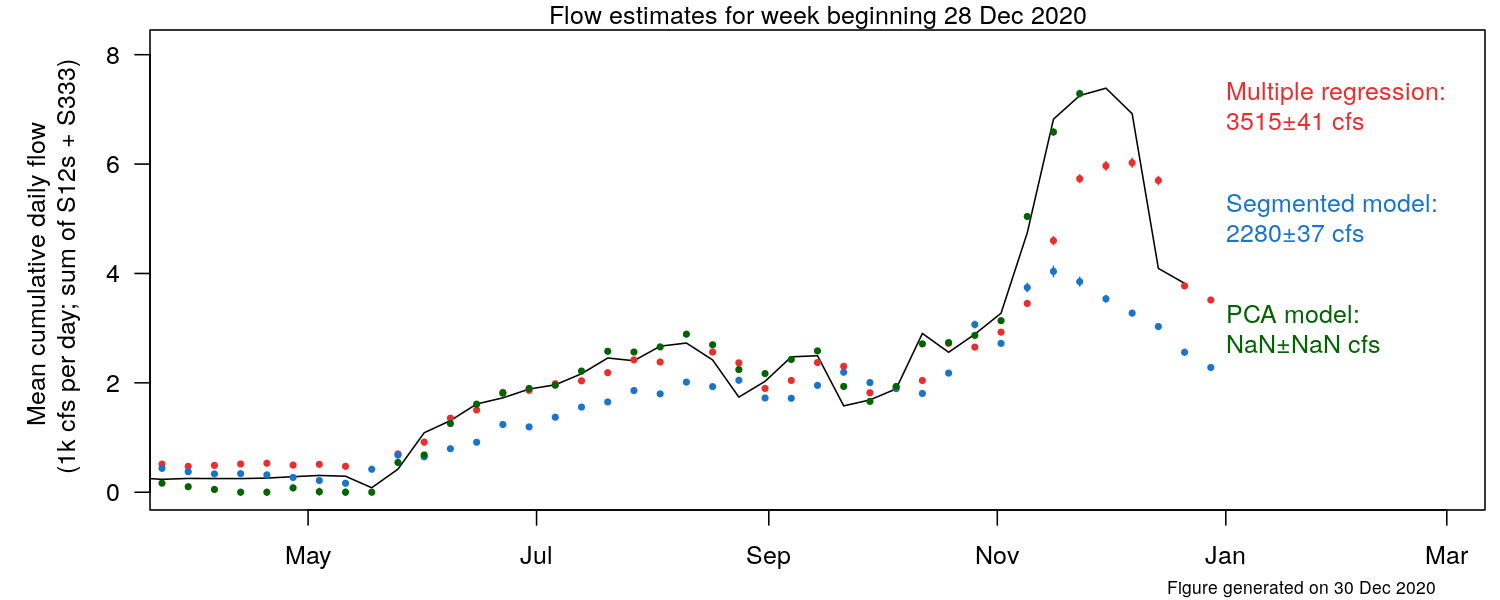 Flow estimates for week beginning 28 Dec 2020
Mean cumulative daily flow
(1k cfs per day; sum of S12s + S333)
8
6
4
2
0
Multiple regression:
3515±41 cfs
Segmented model:
2280±37 cfs
PCA model:
NaN±NaN cfs
May Jul Sep Nov Jan Mar
Figure generated on 30 Dec 2020